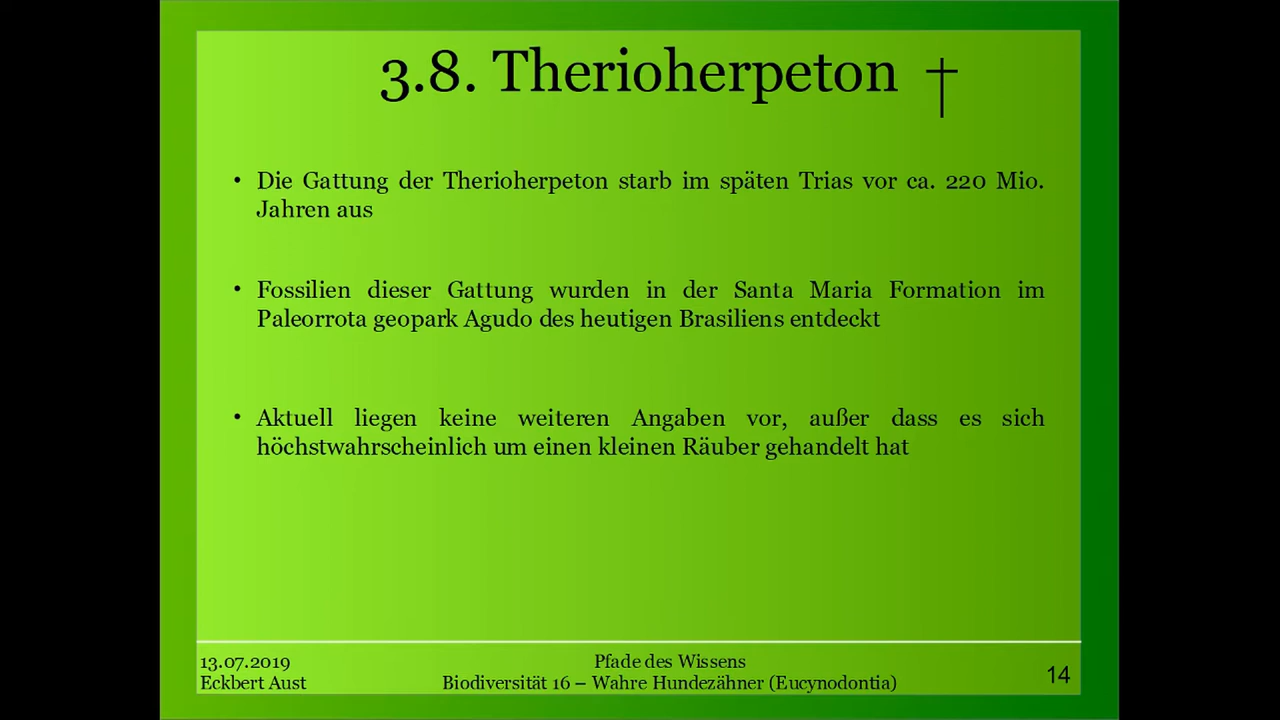 3.8. Therioherpeton †
• Die Gattung der Therioherpeton starb im späten Trias vor ca. 220 Mio.
Jahren aus
• Fossilien dieser Gattung wurden in der Santa Maria Formation im
Paleorrota geopark Agudo des heutigen Brasiliens entdeckt
• Aktuell liegen keine weiteren Angaben vor, außer dass es sich
höchstwahrscheinlich um einen kleinen Räuber gehandelt hat
13.07.2019
Eckbert Aust
Pfade des Wissens
Biodiversität 16 – Wahre Hundezähner (Eucynodontia)
14